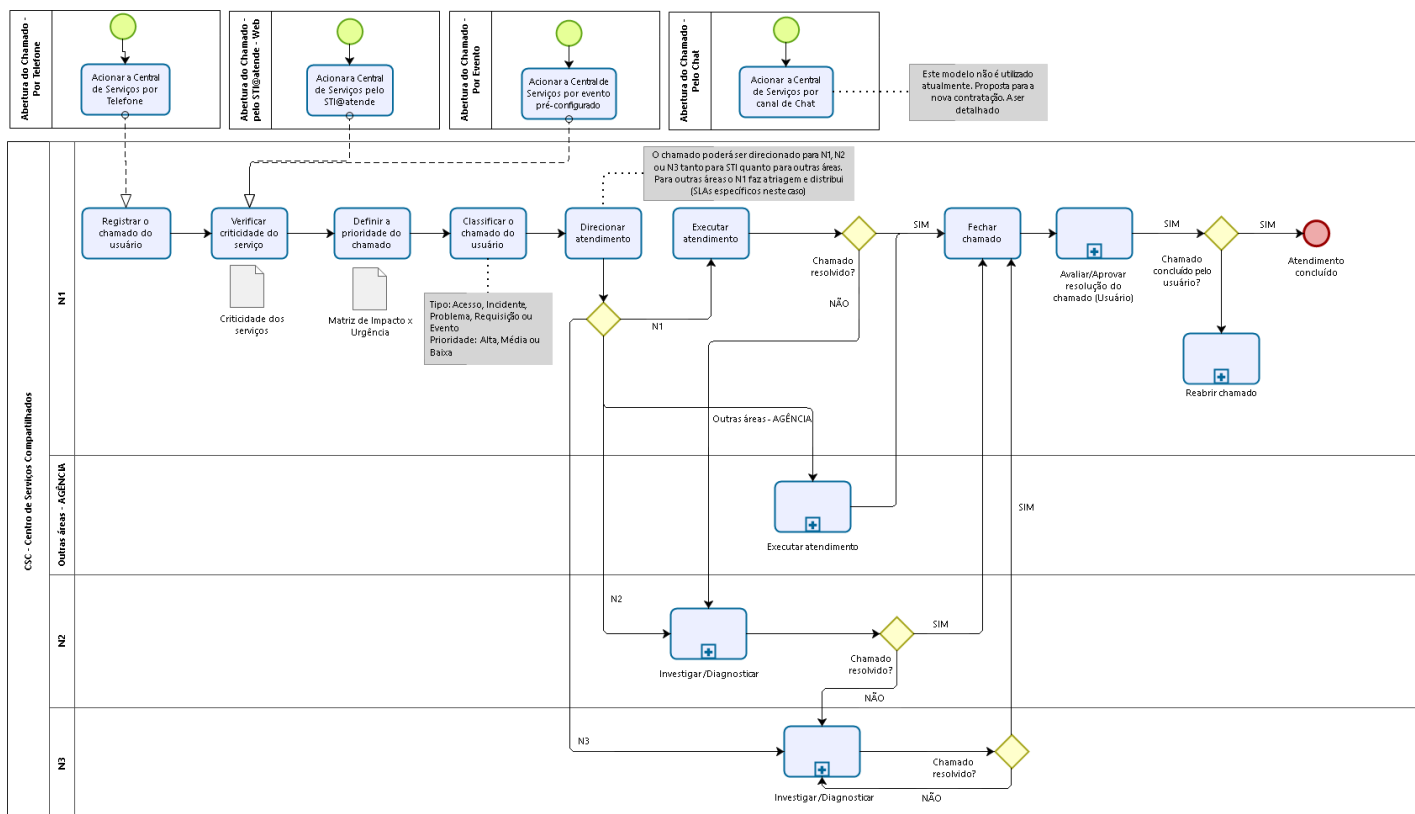 Abertura do Chamado -
Por Telefone
Acionar a Central
de Serviços por
Telefone
Abertura do Chamado -
pelo STI@atende - Web
Acionar a Central
de Serviços pelo
STI@atende
Abertura do Chamado -
Por Evento
Acionar a Central de
Serviços por evento
pré-configurado
Abertura do Chamado -
Pelo Chat
Acionar a Central
de Serviços por
canal de Chat
Este modelo não é utilizado
atualmente. Proposta para a
nova contratação. A ser
detalhado
CSC - Centro de Serviços Compartilhados
N1
O chamado poderá ser direcionado para N1, N2
ou N3 tanto para STI quanto para outras áreas.
Para outras áreas o N1 faz a triagem e distribui
(SLAs específicos neste caso)
Registrar o
chamado do
usuário
Verificar
criticidade do
serviço
Definir a
prioridade do
chamado
Classificar o
chamado do
usuário
Direcionar
atendimento
Executar
atendimento
Chamado
resolvido?
SIM
NÃO
Fechar
chamado
Avaliar/Aprovar
resolução do
chamado (Usuário)
SIM
Chamado
concluído pelo
usuário?
SIM
Atendimento
concluído
Reabrir chamado
Criticidade dos
serviços
Matriz de Impacto x
Urgência
Tipo: Acesso, Incidente,
Problema, Requisição ou
Evento
Prioridade: Alta, Média ou
Baixa
N1
Outras áreas - AGÊNCIA
Outras áreas - AGÊNCIA
Executar atendimento
SIM
N2
N2
Investigar/Diagnosticar
Chamado
resolvido?
SIM
NÃO
N3
N3
Investigar/Diagnosticar
Chamado
resolvido?
NÃO